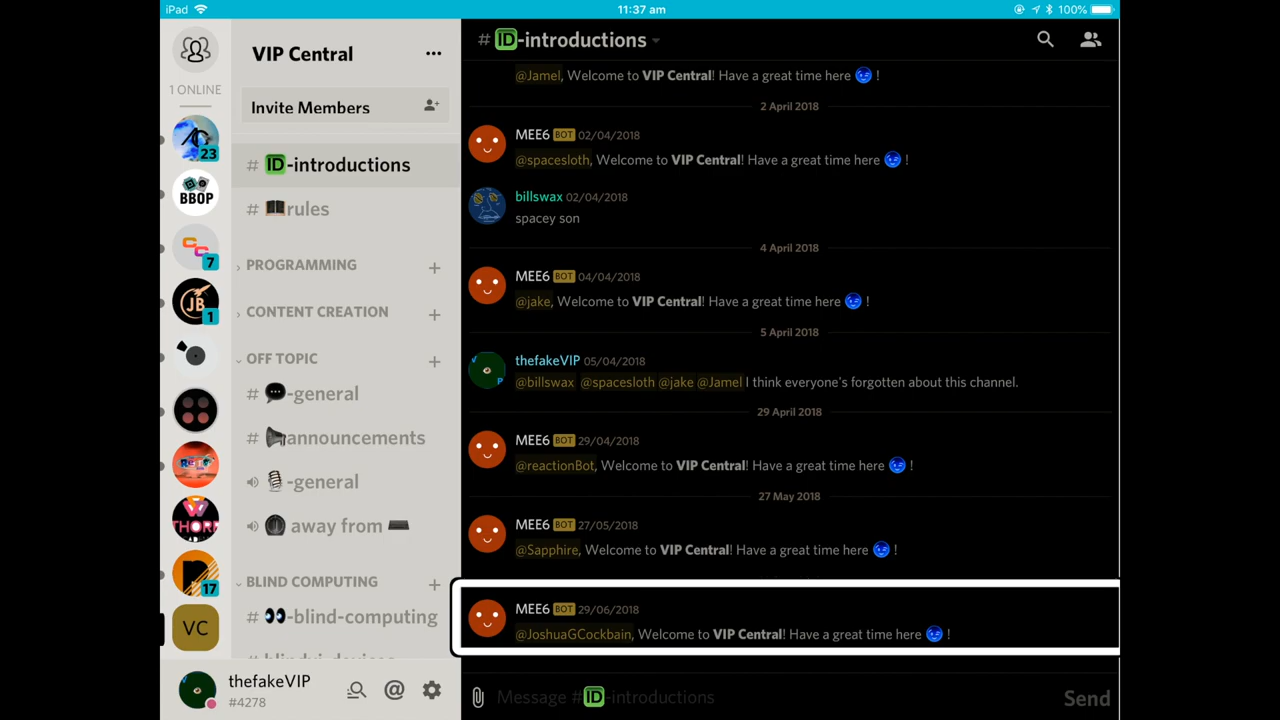 iPad 11:37 am 100%
1 ONLINE
23
BBOP
7
JB
1
THORP
17
VC
VIP Central
Invite Members
# ID-introductions
# rules
PROGRAMMING
CONTENT CREATION
OFF TOPIC
# -general
# announcements
-general
away from
BLIND COMPUTING
# -blind-computing
thefakeVIP
#4278
# ID-introductions
@Jamel, Welcome to VIP Central! Have a great time here !
2 April 2018
MEE6 BOT 02/04/2018
@spacesloth, Welcome to VIP Central! Have a great time here !
billswax 02/04/2018
spacey son
4 April 2018
MEE6 BOT 04/04/2018
@jake, Welcome to VIP Central! Have a great time here !
5 April 2018
thefakeVIP 05/04/2018
@billswax @spacesloth @jake @Jamel I think everyone's forgotten about this channel.
29 April 2018
MEE6 BOT 29/04/2018
@reactionBot, Welcome to VIP Central! Have a great time here !
27 May 2018
MEE6 BOT 27/05/2018
@Sapphire, Welcome to VIP Central! Have a great time here !
MEE6 BOT 29/06/2018
@JoshuaGCockbain, Welcome to VIP Central! Have a great time here !
Message #ID-introductions
Send